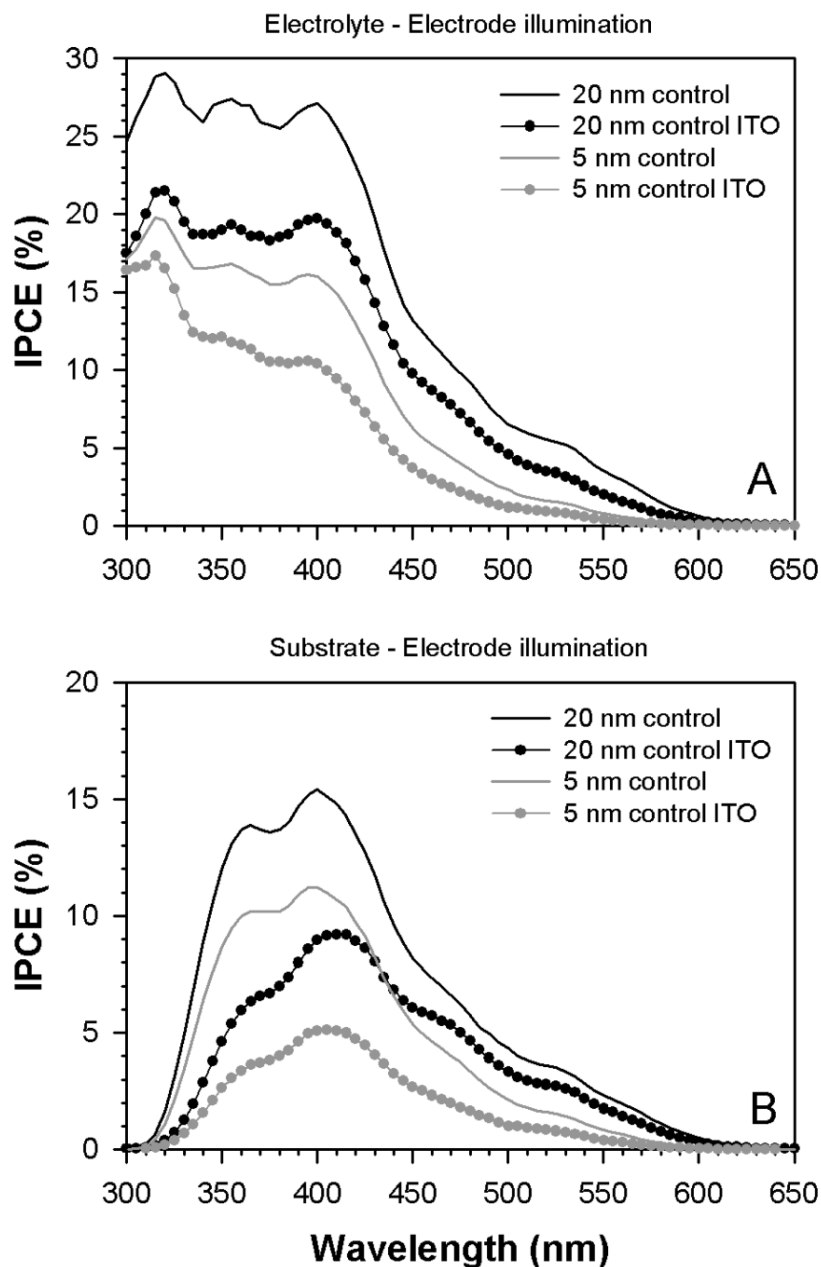 Electrolyte - Electrode illumination
30
25
20
15
10
5
0
IPCE (%)
20 nm control
20 nm control ITO
5 nm control
5 nm control ITO
A
300 350 400 450 500 550 600 650
Substrate - Electrode illumination
20
15
10
5
0
IPCE (%)
20 nm control
20 nm control ITO
5 nm control
5 nm control ITO
B
300 350 400 450 500 550 600 650
Wavelength (nm)